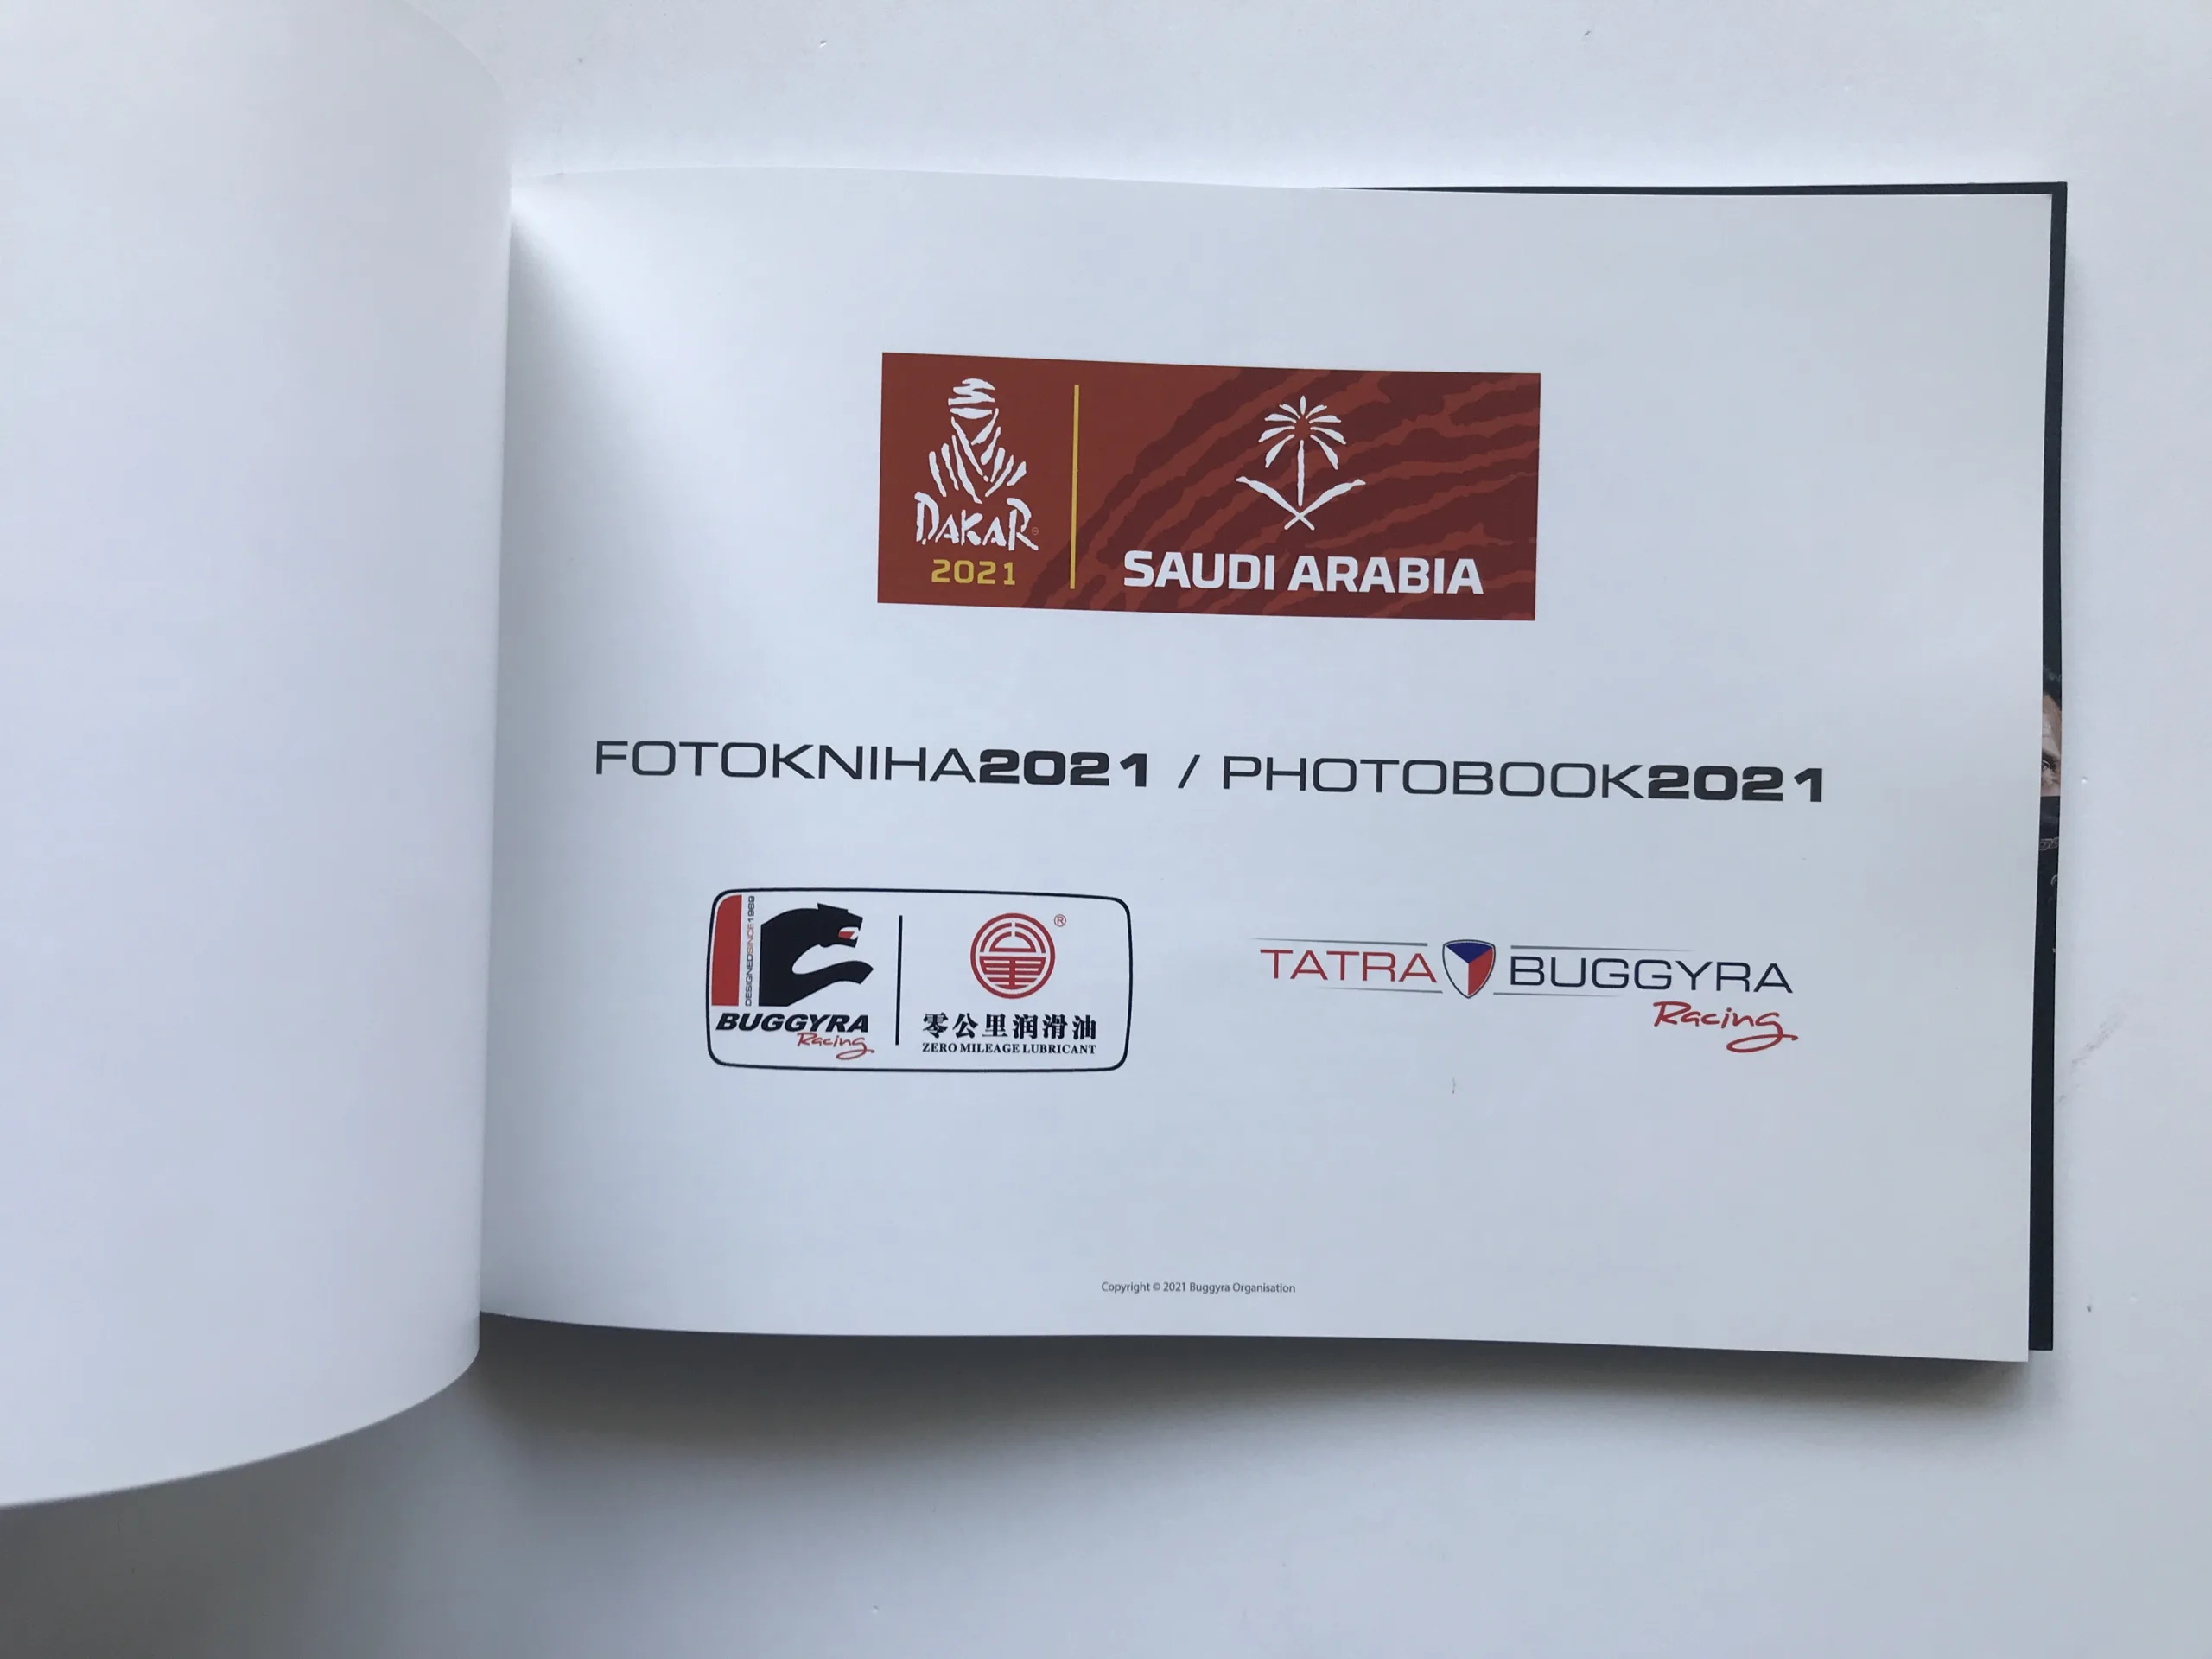 DAKAR
2021
SAUDI ARABIA
FOTOKNIHA2021 / PHOTOBOOK2021
DESIGNEDSINCE1969
BUGGYRA
Racing
®
零公里润滑油
ZERO MILEAGE LUBRICANT
TATRA BUGGYRA
Racing
Copyright © 2021 Buggyra Organisation